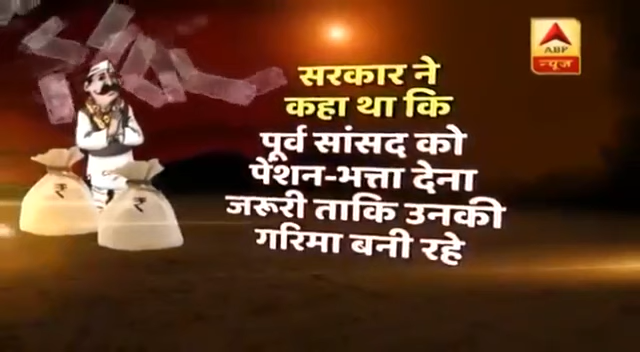 ABP
न्यूज़
सरकार ने
कहा था कि
पूर्व सांसद को
पेंशन-भत्ता देना
जरूरी ताकि उनकी
गरिमा बनी रहे
₹
₹